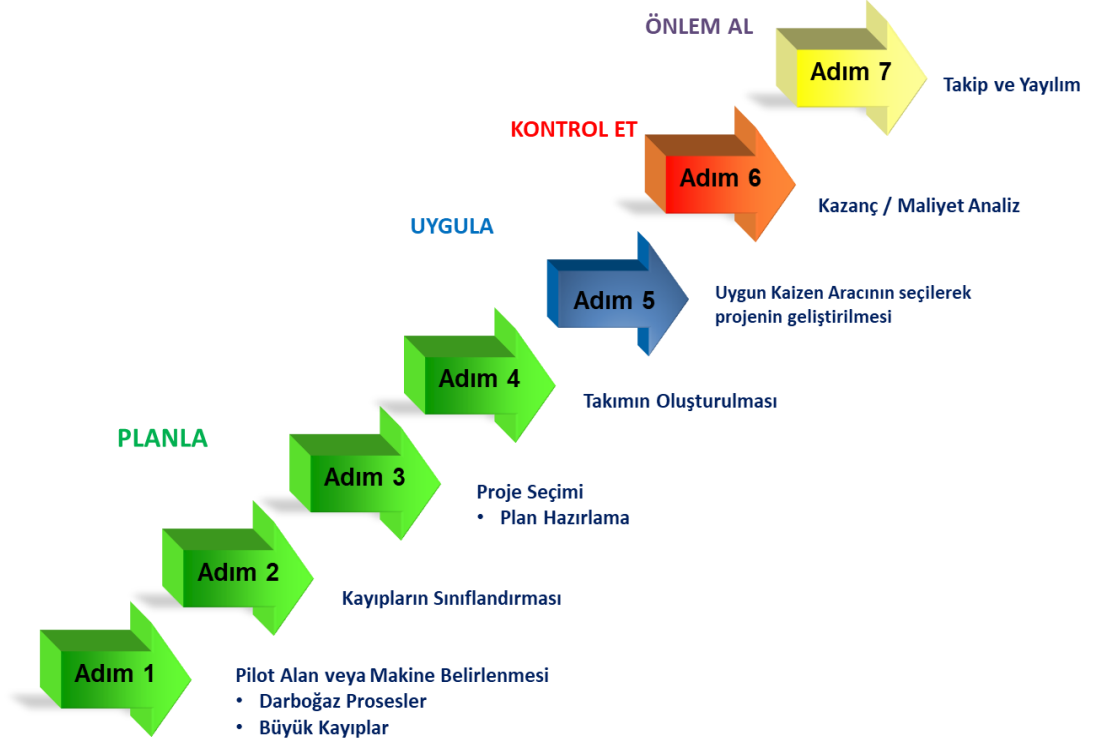 ÖNLEM AL
Adım 7
Takip ve Yayılım
KONTROL ET
Adım 6
Kazanç / Maliyet Analiz
UYGULA
Adım 5
Uygun Kaizen Aracının seçilerek
projenin geliştirilmesi
Adım 4
Takımın Oluşturulması
PLANLA
Adım 3
Proje Seçimi
• Plan Hazırlama
Adım 2
Kayıpların Sınıflandırması
Adım 1
Pilot Alan veya Makine Belirlenmesi
• Darboğaz Prosesler
• Büyük Kayıplar